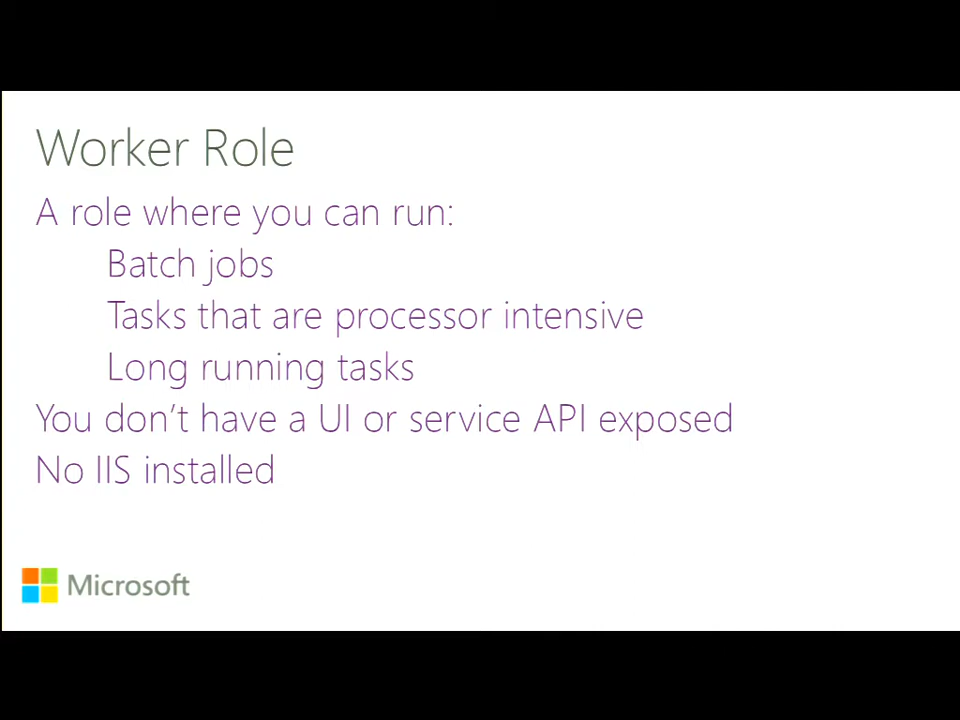 Worker Role
A role where you can run:
Batch jobs
Tasks that are processor intensive
Long running tasks
You don't have a UI or service API exposed
No IIS installed
Microsoft